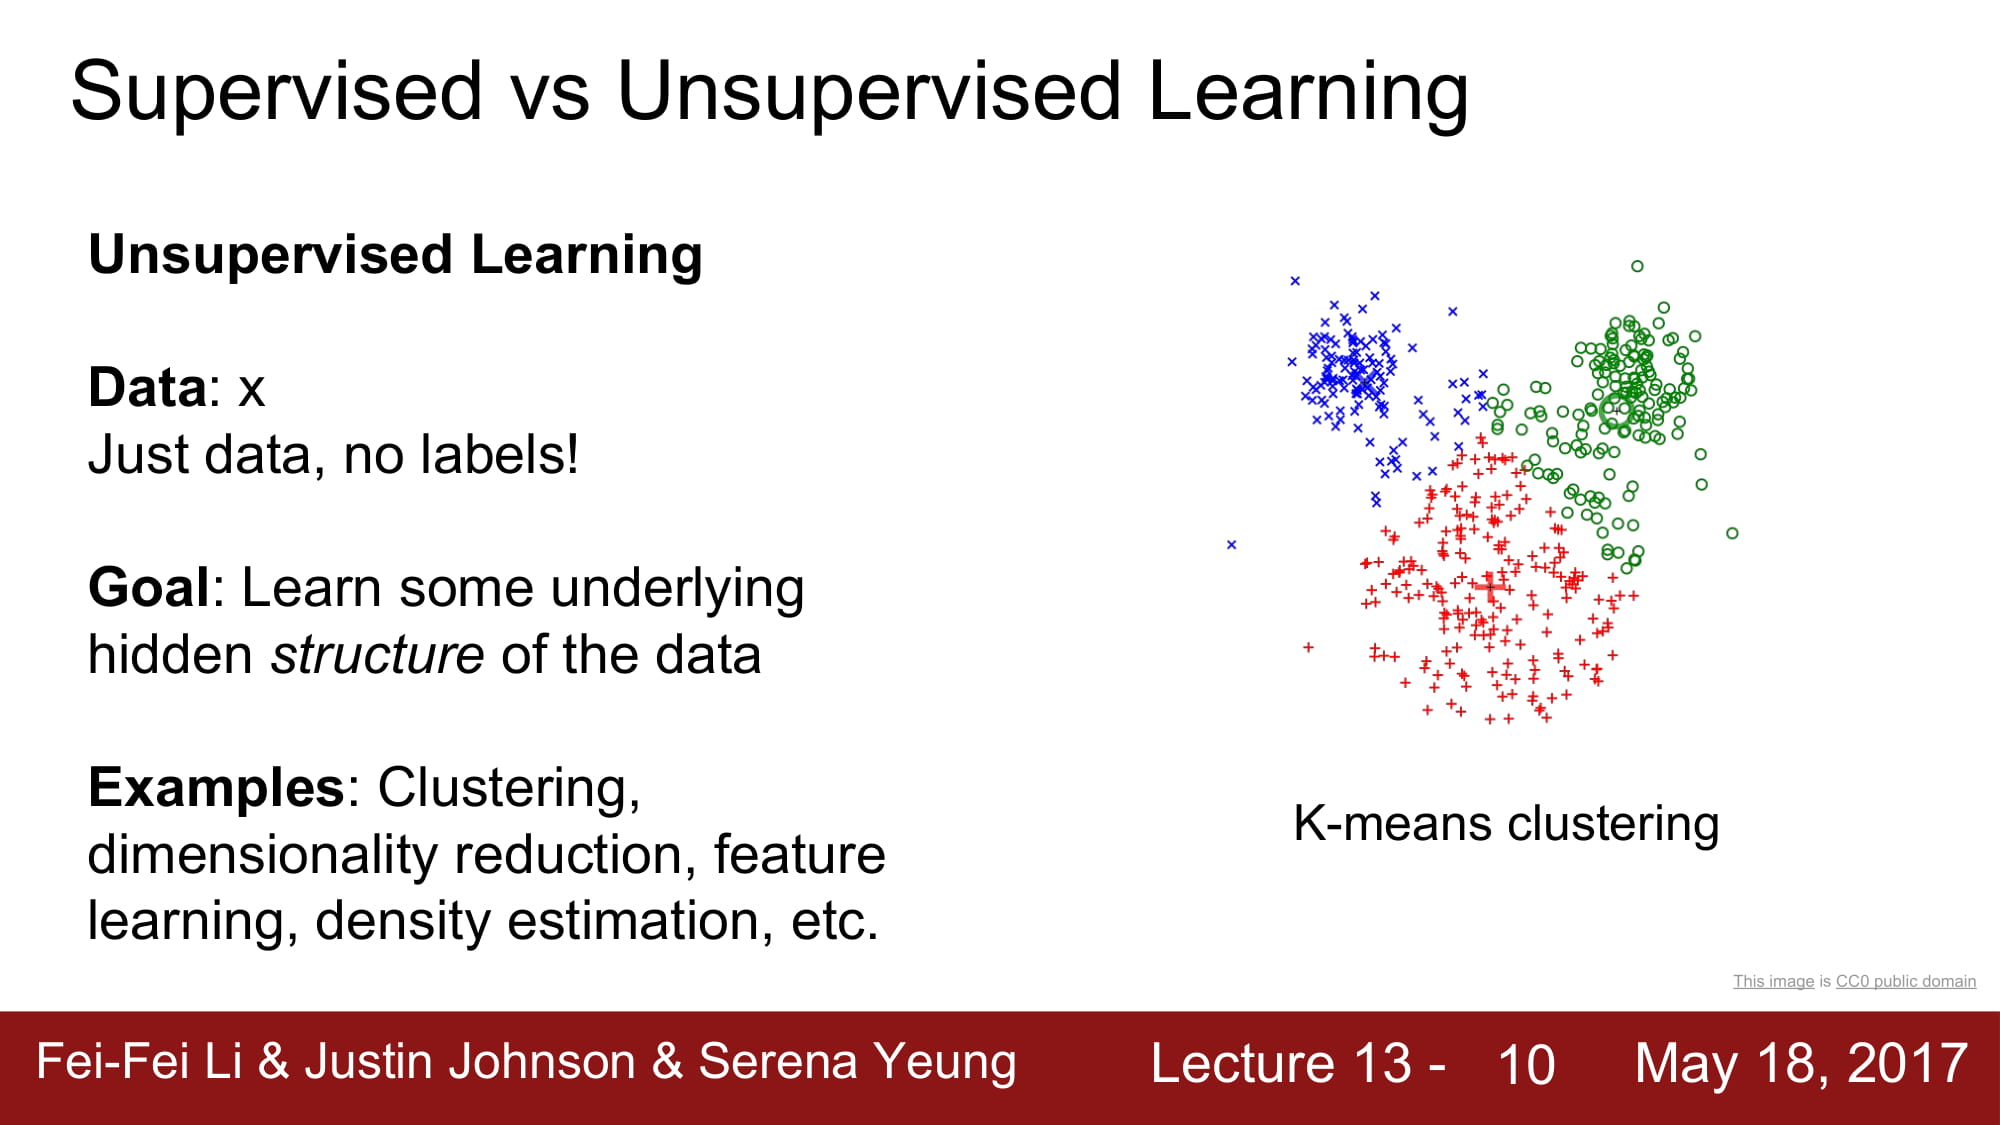 Supervised vs Unsupervised Learning
Unsupervised Learning
Data: x
Just data, no labels!
Goal: Learn some underlying
hidden structure of the data
Examples: Clustering,
dimensionality reduction, feature
learning, density estimation, etc.
K-means clustering
This image is CC0 public domain
Fei-Fei Li & Justin Johnson & Serena Yeung
Lecture 13 - 10
May 18, 2017